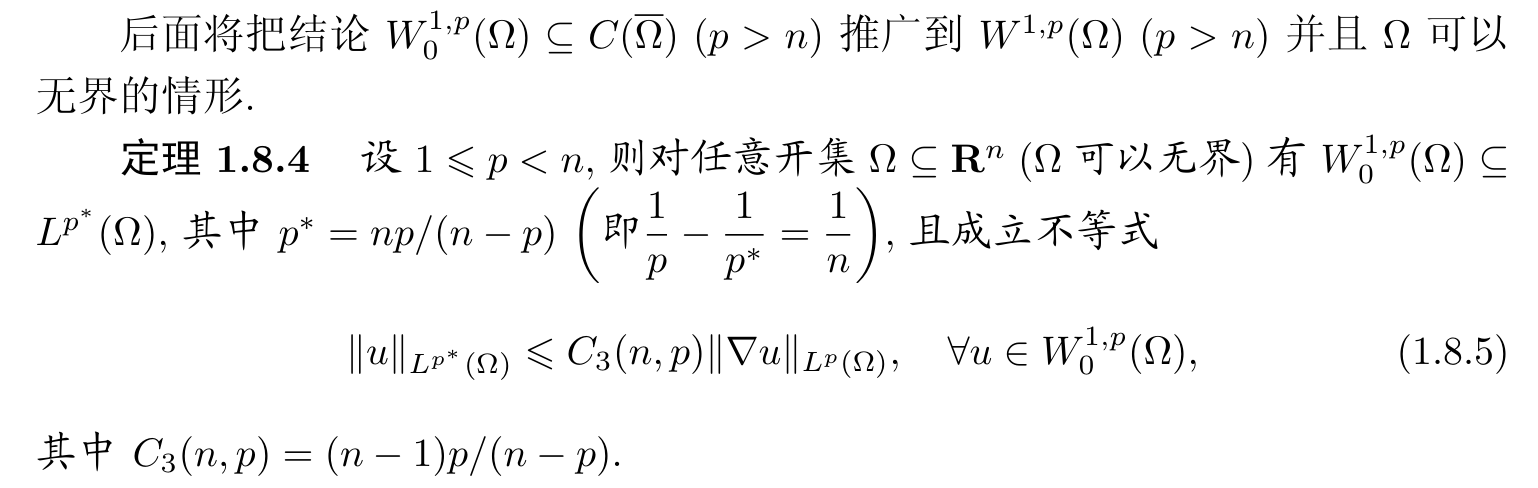 后面将把结论 $W_0^{1,p}(\Omega) \subseteq C(\overline{\Omega})$ $(p > n)$ 推广到 $W^{1,p}(\Omega)$ $(p > n)$ 并且 $\Omega$ 可以
无界的情形.
定理 1.8.4 设 $1 \leqslant p < n$, 则对任意开集 $\Omega \subseteq \mathbf{R}^n$ ($\Omega$ 可以无界) 有 $W_0^{1,p}(\Omega) \subseteq$
$L^{p^*}(\Omega)$, 其中 $p^* = np/(n-p)$ $\left(\text{即} \dfrac{1}{p} - \dfrac{1}{p^*} = \dfrac{1}{n}\right)$, 且成立不等式
$\|u\|_{L^{p^*}(\Omega)} \leqslant C_3(n,p)\|\nabla u\|_{L^p(\Omega)}, \quad \forall u \in W_0^{1,p}(\Omega),$ (1.8.5)
其中 $C_3(n,p) = (n-1)p/(n-p)$.